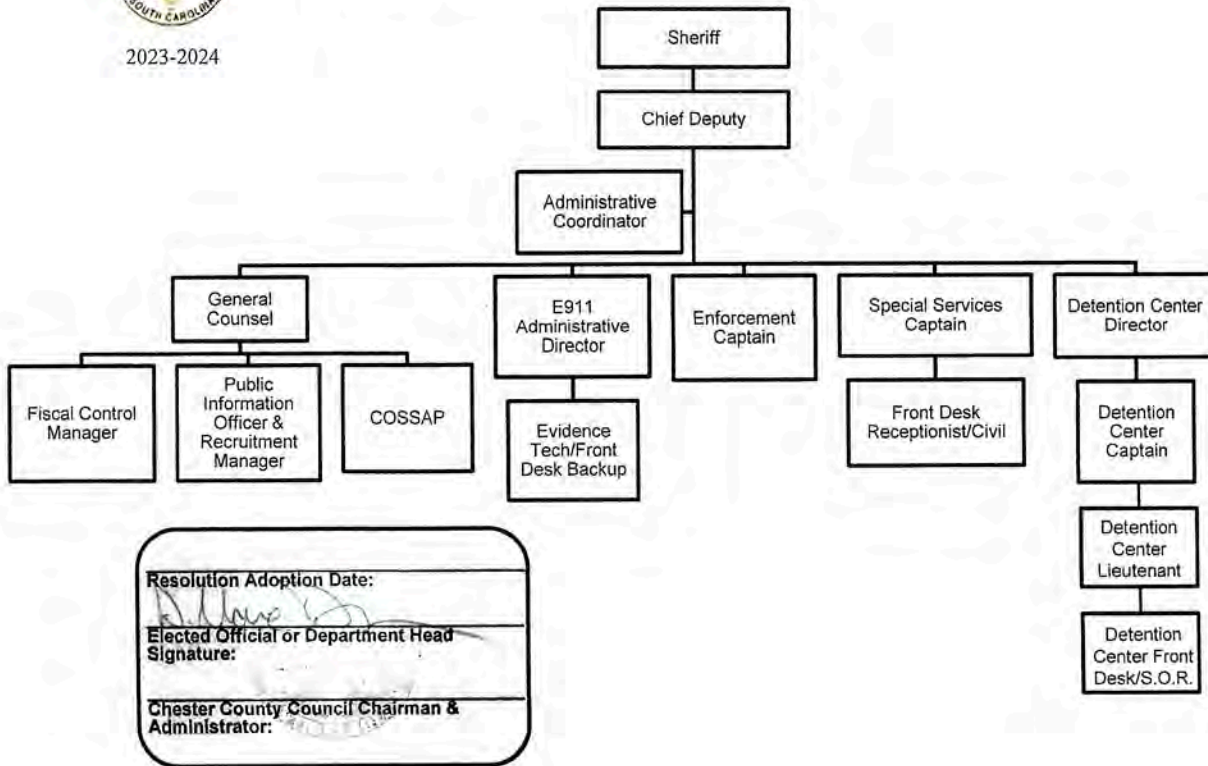 SOUTH CAROLINA
2023-2024
Sheriff
Chief Deputy
Administrative
Coordinator
General
Counsel
E911
Administrative
Director
Enforcement
Captain
Special Services
Captain
Detention Center
Director
Fiscal Control
Manager
Public
Information
Officer &
Recruitment
Manager
COSSAP
Evidence
Tech/Front
Desk Backup
Front Desk
Receptionist/Civil
Detention
Center
Captain
Detention
Center
Lieutenant
Detention
Center Front
Desk/S.O.R.
Resolution Adoption Date:
Elected Official or Department Head
Signature:
Chester County Council Chairman &
Administrator: